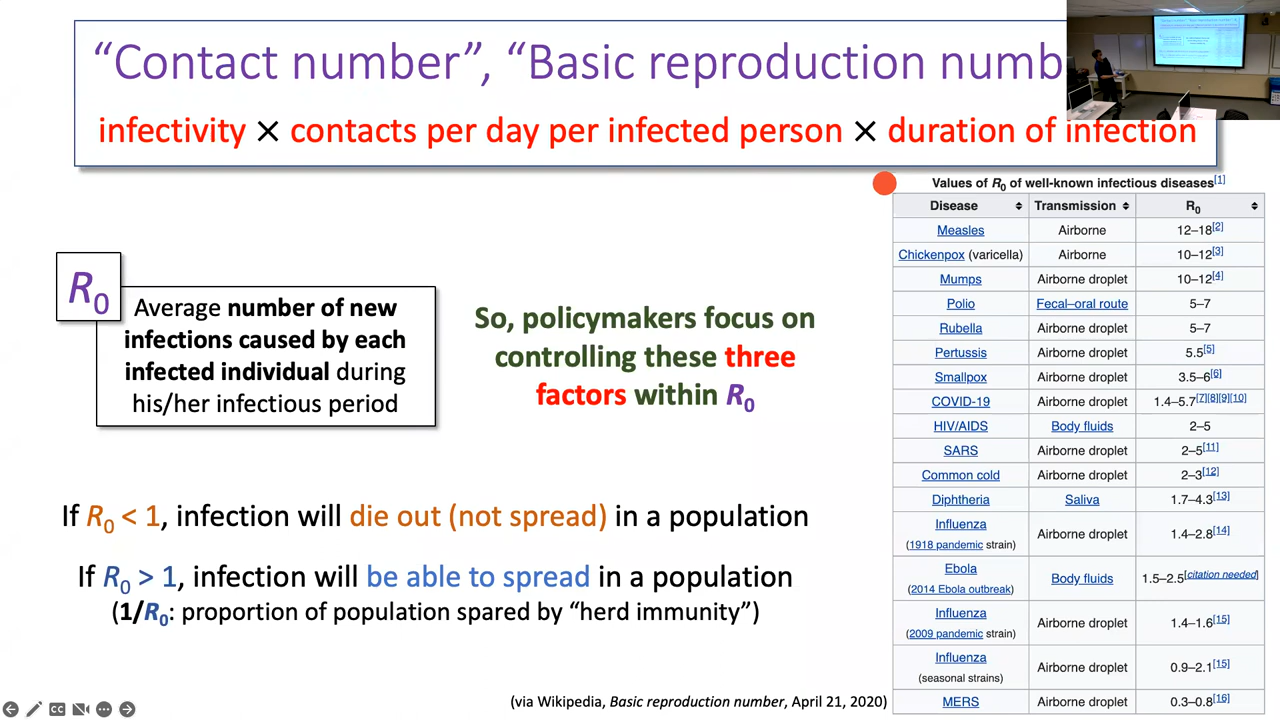 “Contact number”, “Basic reproduction numb
infectivity × contacts per day per infected person × duration of infection
R0
Average number of new
infections caused by each
infected individual during
his/her infectious period
So, policymakers focus on
controlling these three
factors within R0
If R0 < 1, infection will die out (not spread) in a population
If R0 > 1, infection will be able to spread in a population
(1/R0: proportion of population spared by “herd immunity”)
Values of R0 of well-known infectious diseases[1]
Disease Transmission R0
Measles Airborne 12–18[2]
Chickenpox (varicella) Airborne 10–12[3]
Mumps Airborne droplet 10–12[4]
Polio Fecal–oral route 5–7
Rubella Airborne droplet 5–7
Pertussis Airborne droplet 5.5[5]
Smallpox Airborne droplet 3.5–6[6]
COVID-19 Airborne droplet 1.4–5.7[7][8][9][10]
HIV/AIDS Body fluids 2–5
SARS Airborne droplet 2–5[11]
Common cold Airborne droplet 2–3[12]
Diphtheria Saliva 1.7–4.3[13]
Influenza
(1918 pandemic strain) Airborne droplet 1.4–2.8[14]
Ebola
(2014 Ebola outbreak) Body fluids 1.5–2.5[citation needed]
Influenza
(2009 pandemic strain) Airborne droplet 1.4–1.6[15]
Influenza
(seasonal strains) Airborne droplet 0.9–2.1[15]
MERS Airborne droplet 0.3–0.8[16]
(via Wikipedia, Basic reproduction number, April 21, 2020)
CC